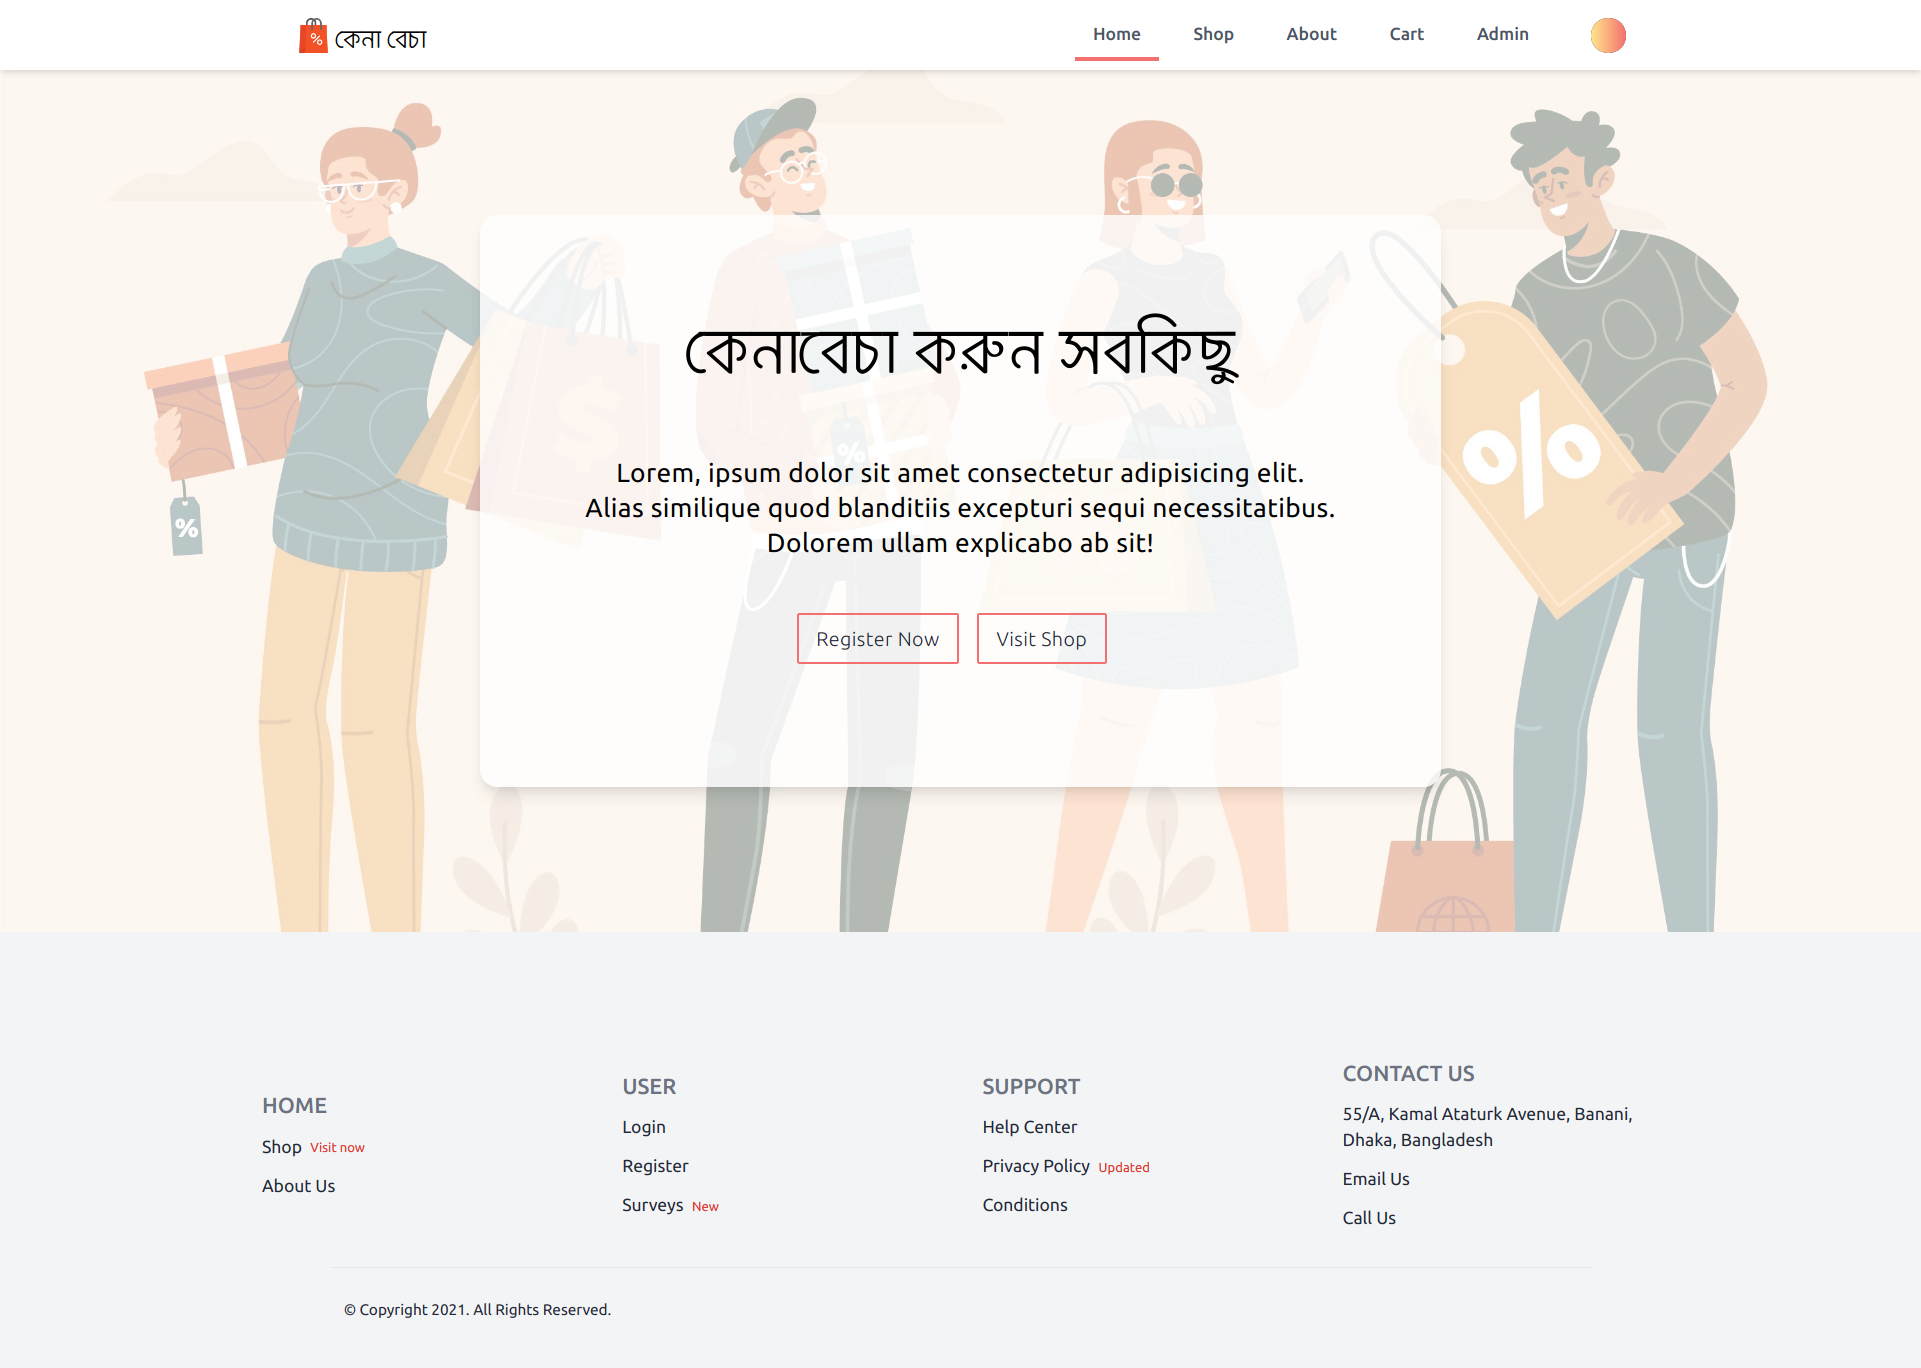 কেনা বেচা
Home Shop About Cart Admin
কেনাবেচা করুন সবকিছু
Lorem, ipsum dolor sit amet consectetur adipisicing elit.
Alias similique quod blanditiis excepturi sequi necessitatibus.
Dolorem ullam explicabo ab sit!
Register Now Visit Shop
%
$
%
%
HOME
Shop Visit now
About Us
USER
Login
Register
Surveys New
SUPPORT
Help Center
Privacy Policy Updated
Conditions
CONTACT US
55/A, Kamal Ataturk Avenue, Banani,
Dhaka, Bangladesh
Email Us
Call Us
© Copyright 2021. All Rights Reserved.